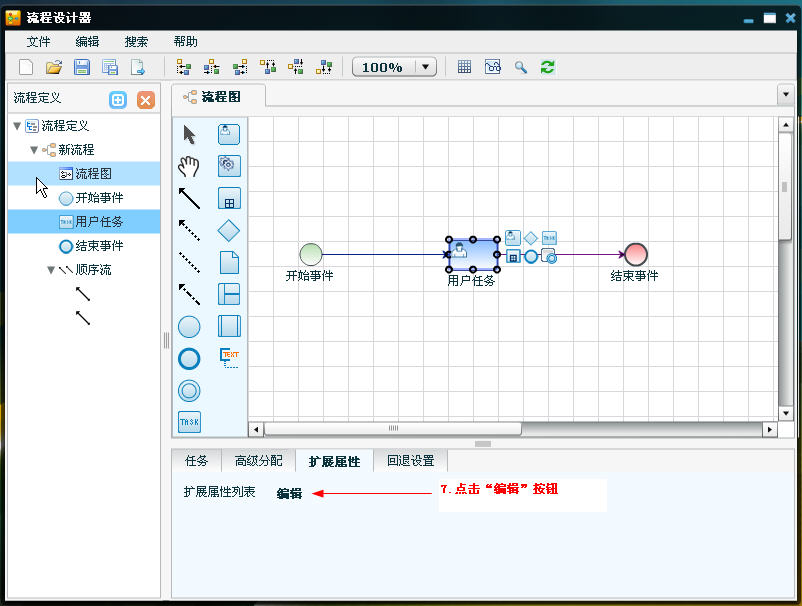 流程设计器
文件 编辑 搜索 帮助
100%
流程定义
流程图
流程定义
新流程
流程图
开始事件
TASK 用户任务
结束事件
顺序流
TEXT
TASK
TASK
开始事件
用户任务
结束事件
任务 高级分配 扩展属性 回退设置
扩展属性列表 编辑
7.点击“编辑”按钮